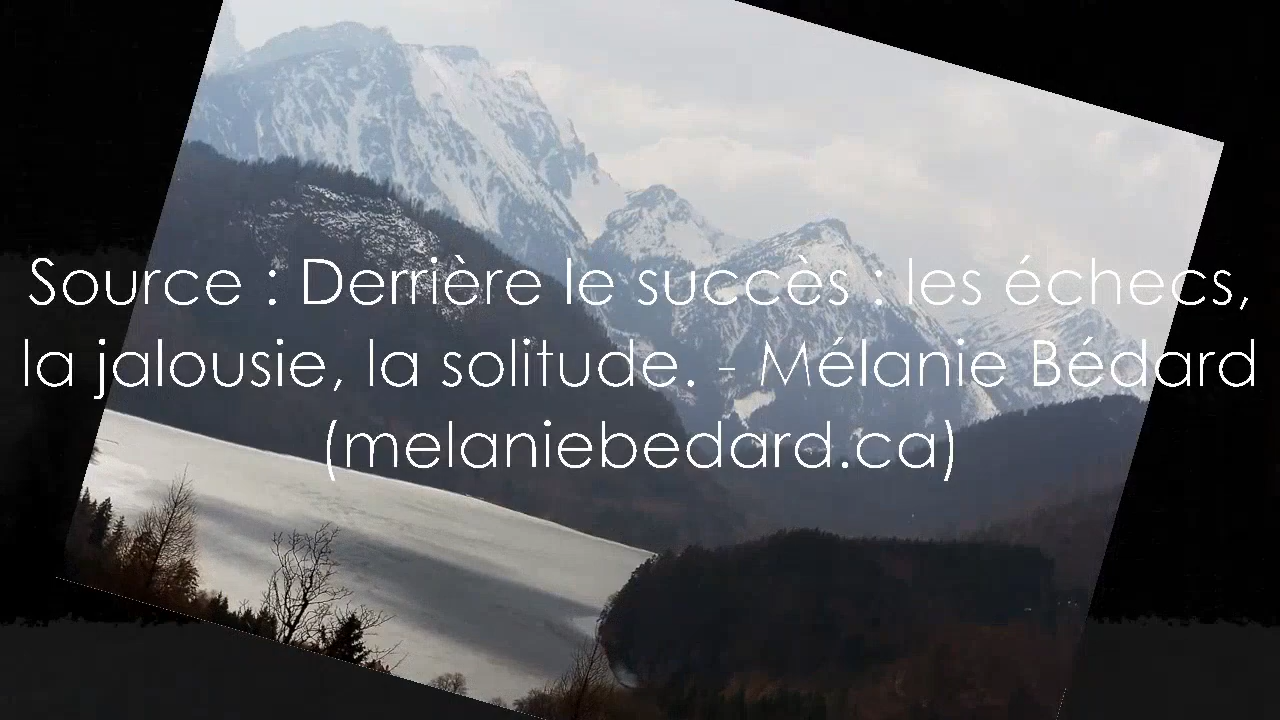 Source : Derrière le succès : les échecs,
la jalousie, la solitude. - Mélanie Bédard
(melaniebedard.ca)